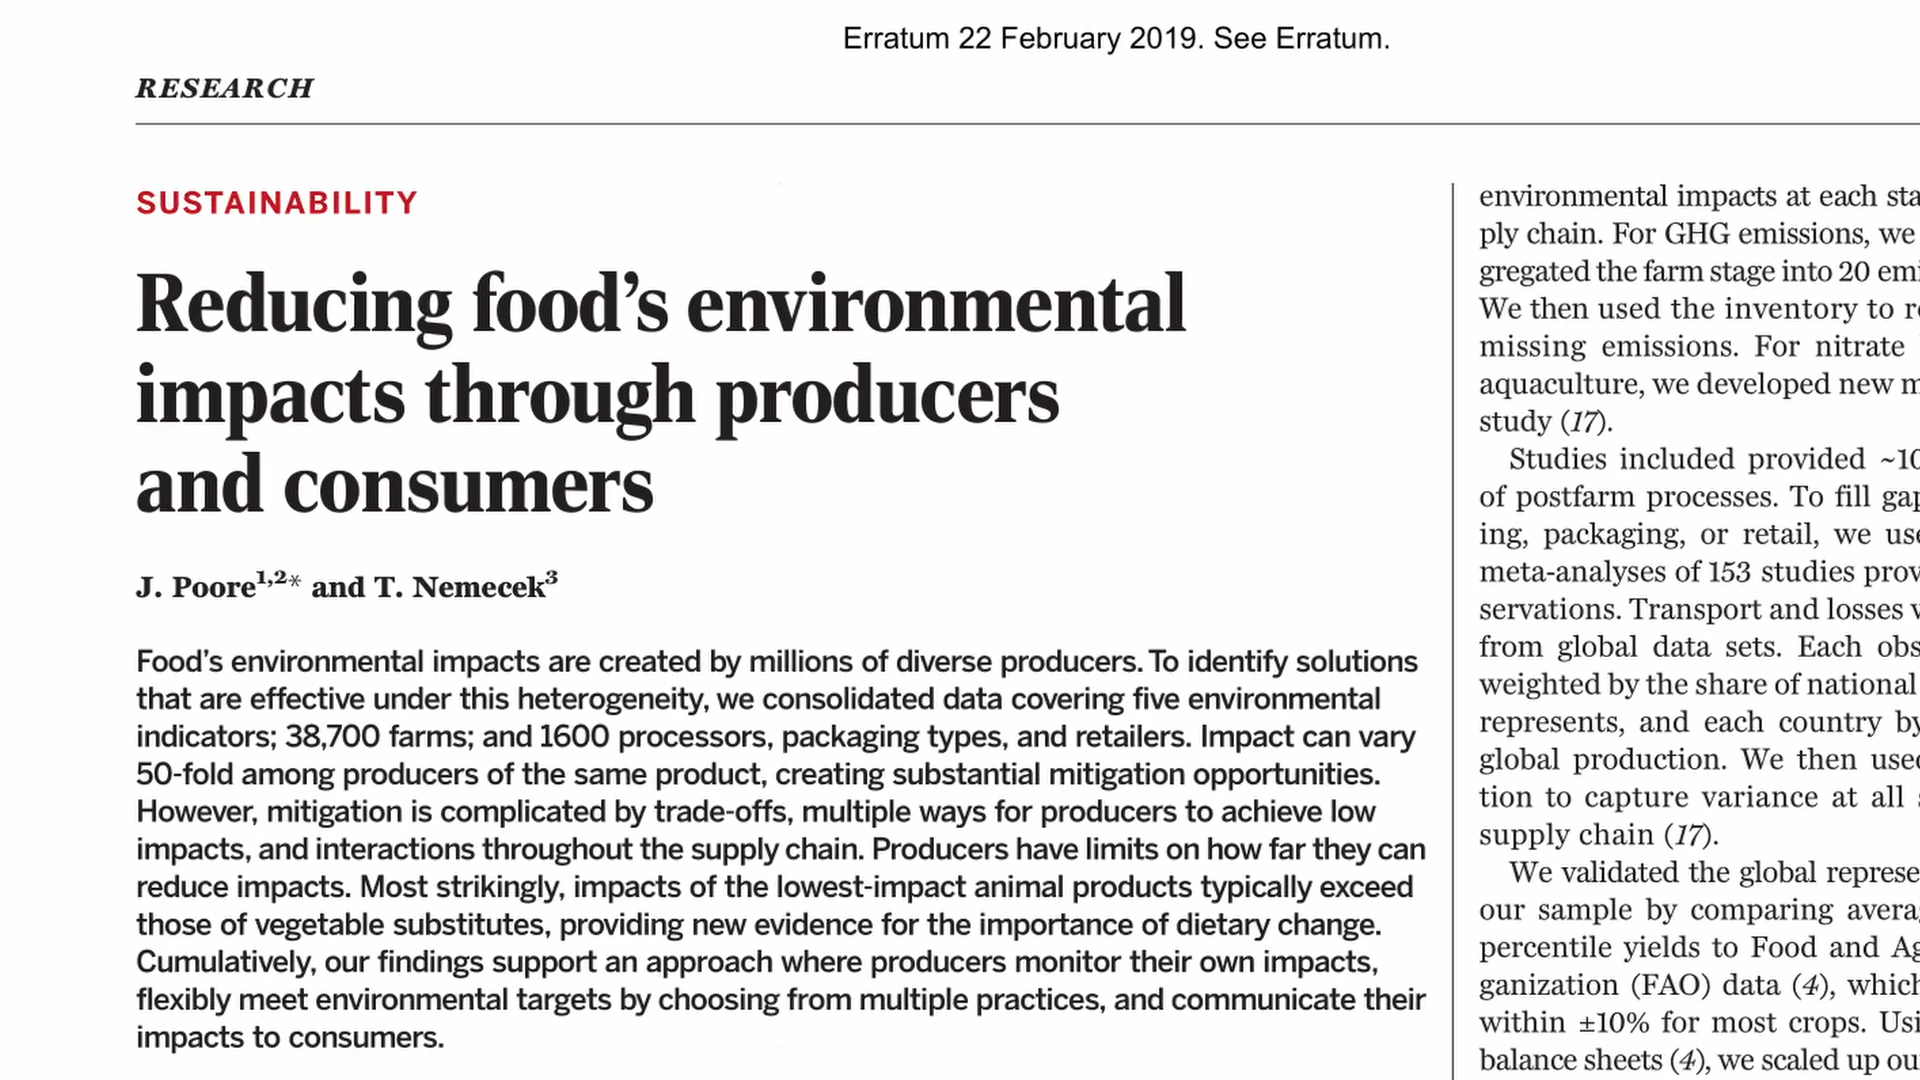 Erratum 22 February 2019. See Erratum.
RESEARCH
SUSTAINABILITY
Reducing food’s environmental
impacts through producers
and consumers
J. Poore1,2* and T. Nemecek3
Food’s environmental impacts are created by millions of diverse producers. To identify solutions
that are effective under this heterogeneity, we consolidated data covering five environmental
indicators; 38,700 farms; and 1600 processors, packaging types, and retailers. Impact can vary
50-fold among producers of the same product, creating substantial mitigation opportunities.
However, mitigation is complicated by trade-offs, multiple ways for producers to achieve low
impacts, and interactions throughout the supply chain. Producers have limits on how far they can
reduce impacts. Most strikingly, impacts of the lowest-impact animal products typically exceed
those of vegetable substitutes, providing new evidence for the importance of dietary change.
Cumulatively, our findings support an approach where producers monitor their own impacts,
flexibly meet environmental targets by choosing from multiple practices, and communicate their
impacts to consumers.
environmental impacts at each
ply chain. For GHG emissions, we
gregated the farm stage into 20
We then used the inventory to
missing emissions. For nitrate
aquaculture, we developed new
study (17).
Studies included provided
of postfarm processes. To fill
ing, packaging, or retail, we
meta-analyses of 153 studies
servations. Transport and losses
from global data sets. Each
weighted by the share of national
represents, and each country by
global production. We then
tion to capture variance at all
supply chain (17).
We validated the global
our sample by comparing
percentile yields to Food and
ganization (FAO) data (4), which
within ±10% for most crops.
balance sheets (4), we scaled up